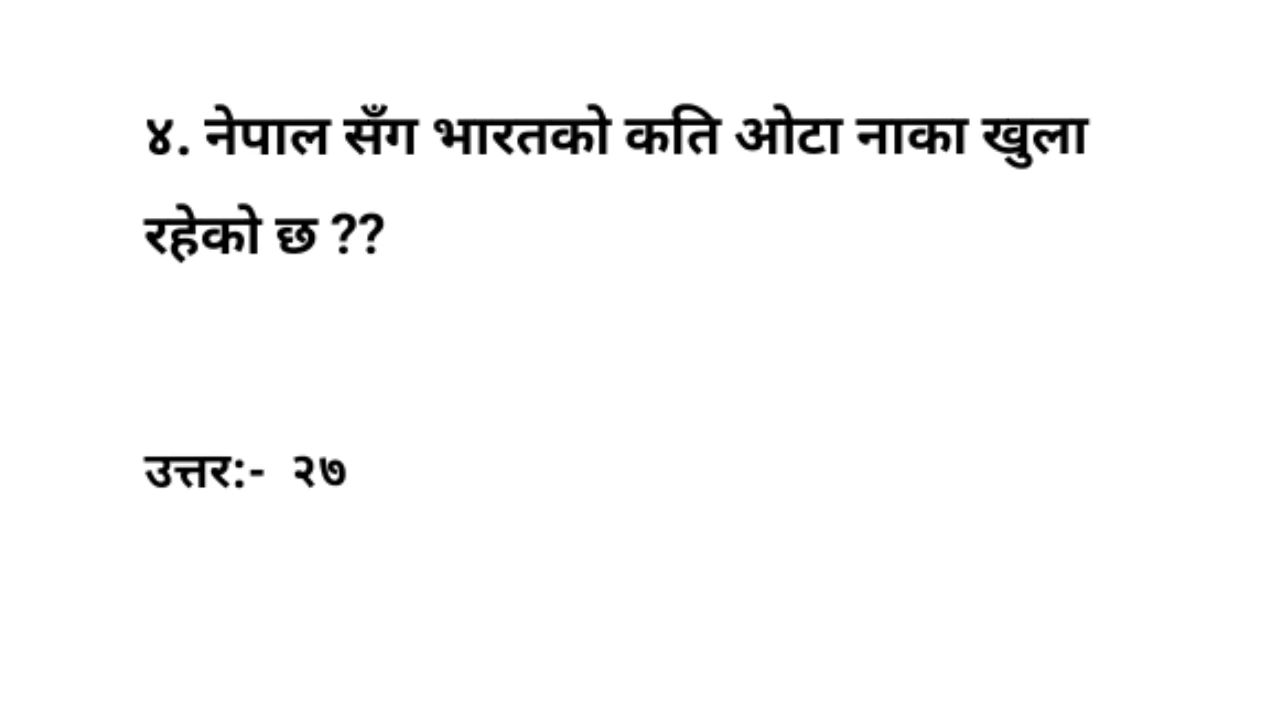 ४. नेपाल सँग भारतको कति ओटा नाका खुला
रहेको छ ??
उत्तर:- २७